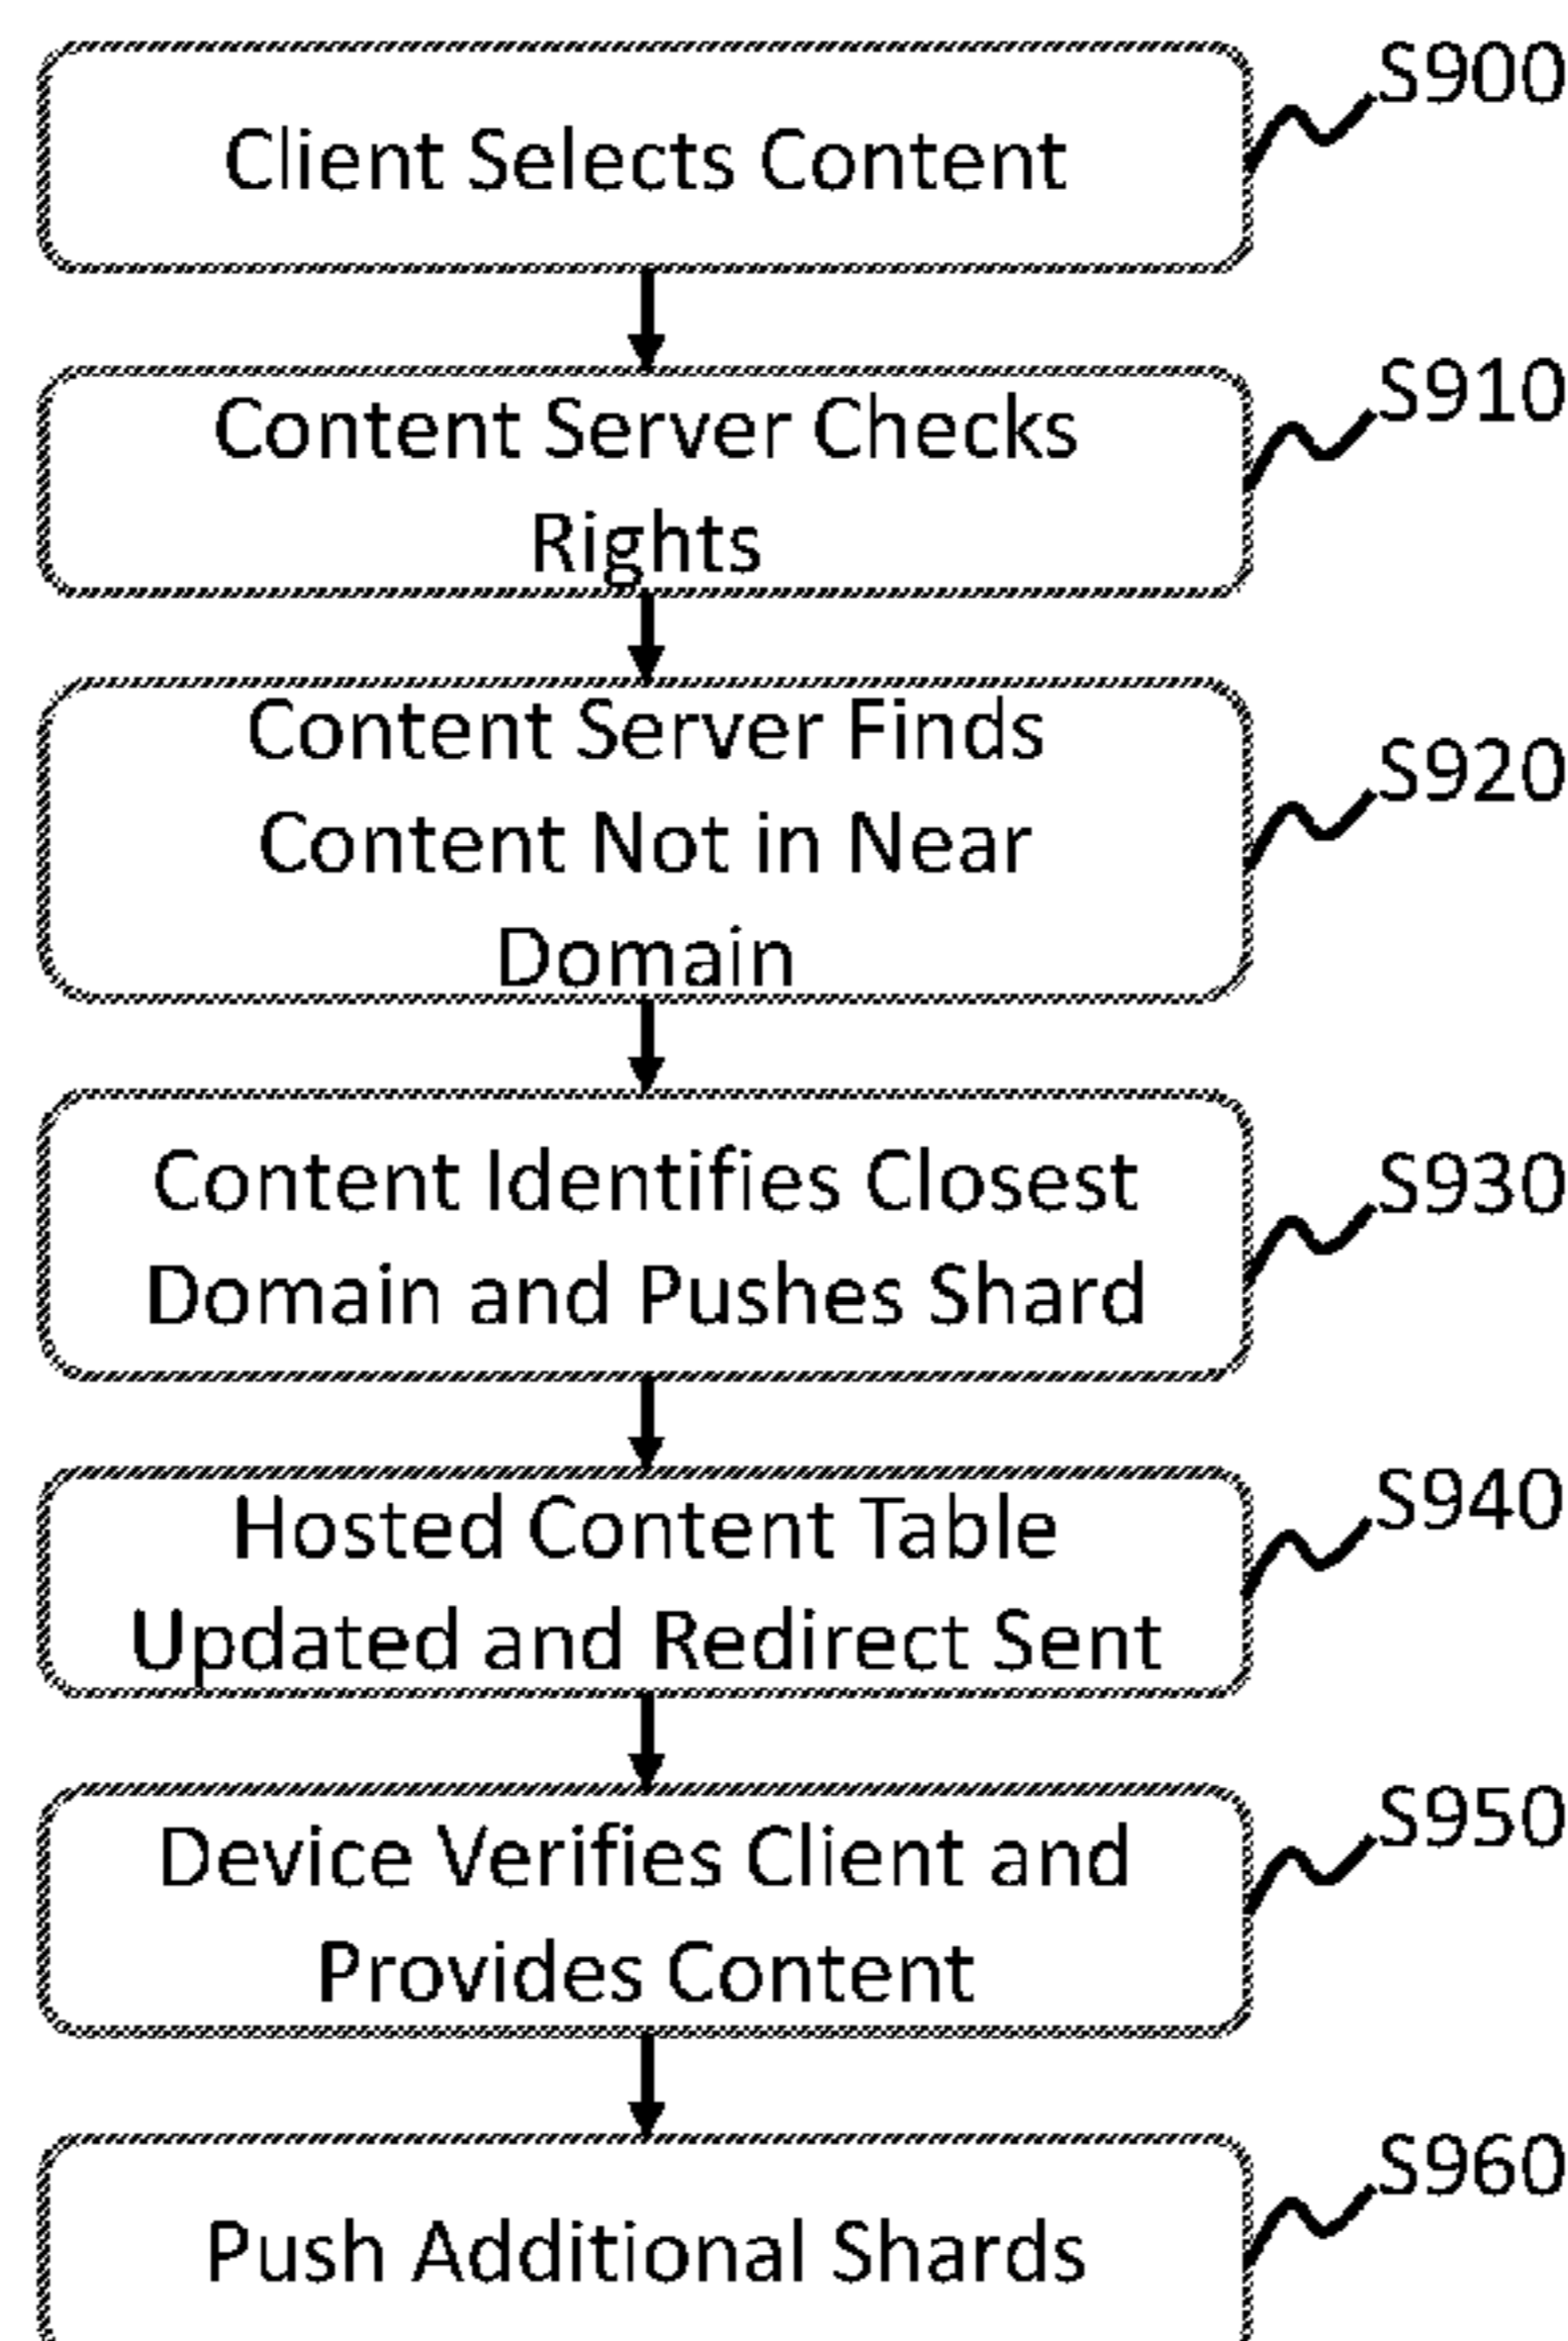 Client Selects Content
S900
Content Server Checks
Rights
S910
Content Server Finds
Content Not in Near
Domain
S920
Content Identifies Closest
Domain and Pushes Shard
S930
Hosted Content Table
Updated and Redirect Sent
S940
Device Verifies Client and
Provides Content
S950
Push Additional Shards
S960